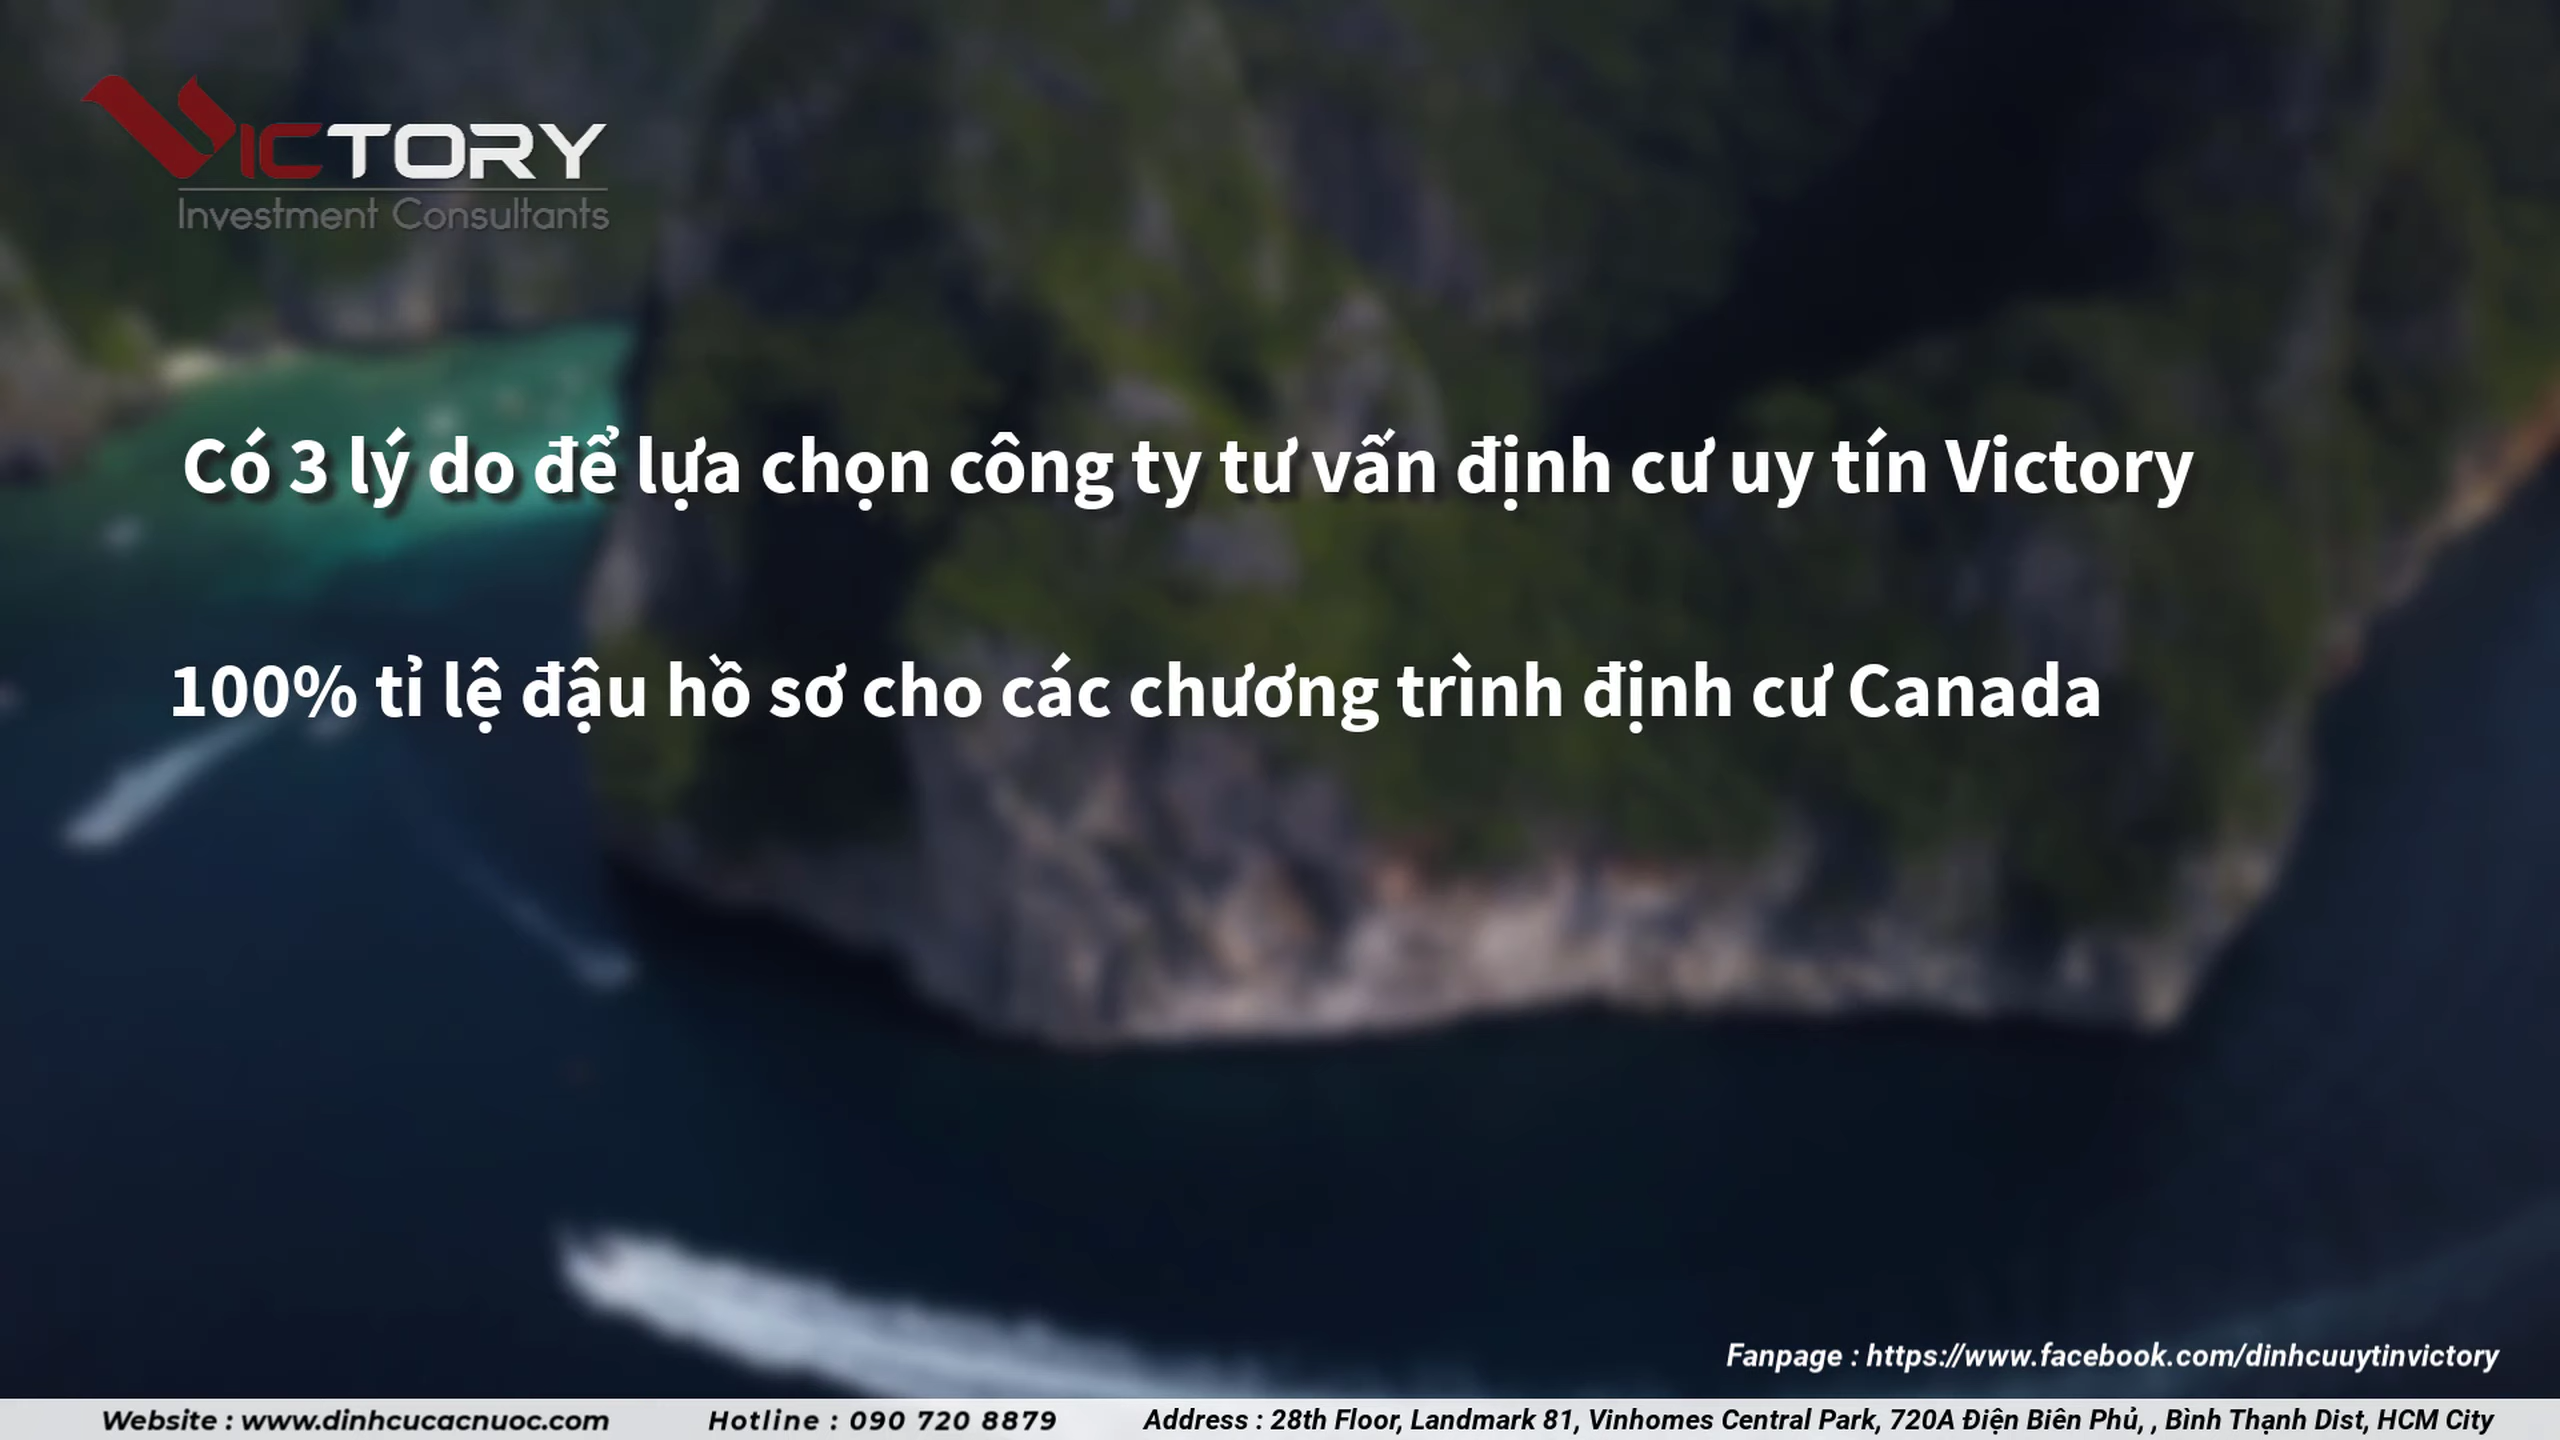 VICTORY
Investment Consultants
Có 3 lý do để lựa chọn công ty tư vấn định cư uy tín Victory
100% tỉ lệ đậu hồ sơ cho các chương trình định cư Canada
Fanpage : https://www.facebook.com/dinhcuuytinvictory
Website : www.dinhcucacnuoc.com Hotline : 090 720 8879 Address : 28th Floor, Landmark 81, Vinhomes Central Park, 720A Điện Biên Phủ, , Bình Thạnh Dist, HCM City